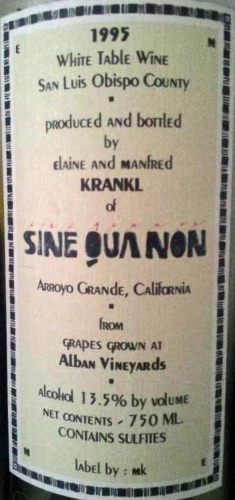 1995
E M
White Table Wine
San Luis Obispo County
produced and bottled
by
elaine and manfred
KRANKL
of
SINE QUA NON
Arroyo Grande, California
from
grapes grown at
Alban Vineyards
alcohol 13.5% by volume
net contents - 750 ML.
CONTAINS SULFITES
M E
label by : mk